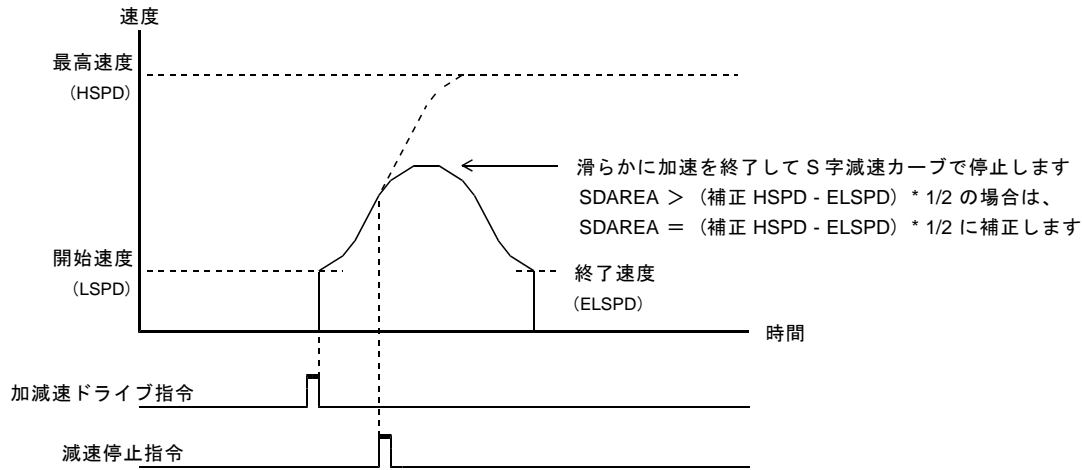 速度
最高速度
（HSPD）
滑らかに加速を終了して S 字減速カーブで停止します
SDAREA ＞（補正 HSPD - ELSPD）* 1/2 の場合は、
SDAREA ＝（補正 HSPD - ELSPD）* 1/2 に補正します
開始速度
（LSPD）
終了速度
（ELSPD）
時間
加減速ドライブ指令
減速停止指令